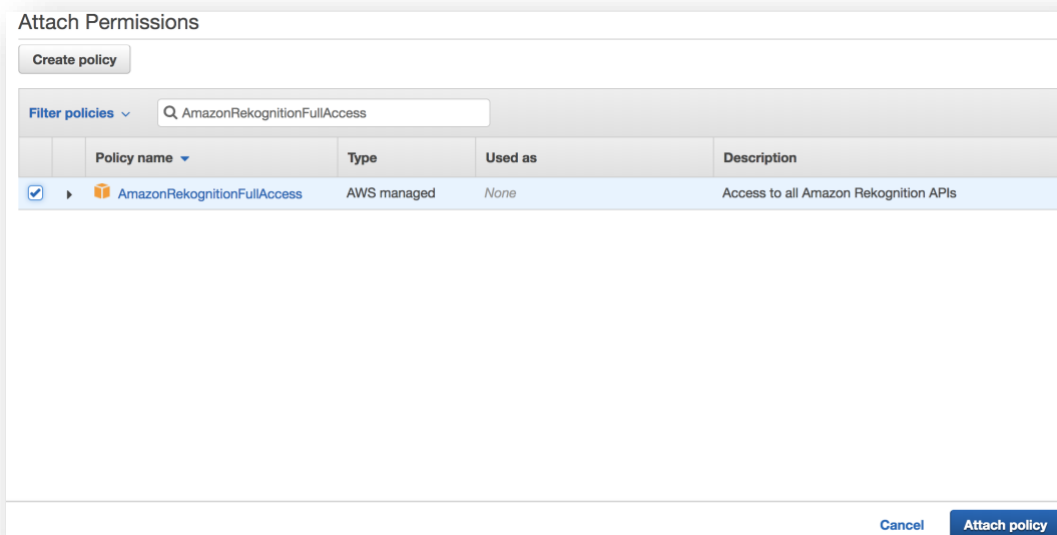 Attach Permissions
Create policy
Filter policies AmazonRekognitionFullAccess
Policy name Type Used as Description
AmazonRekognitionFullAccess AWS managed None Access to all Amazon Rekognition APIs
Cancel Attach policy